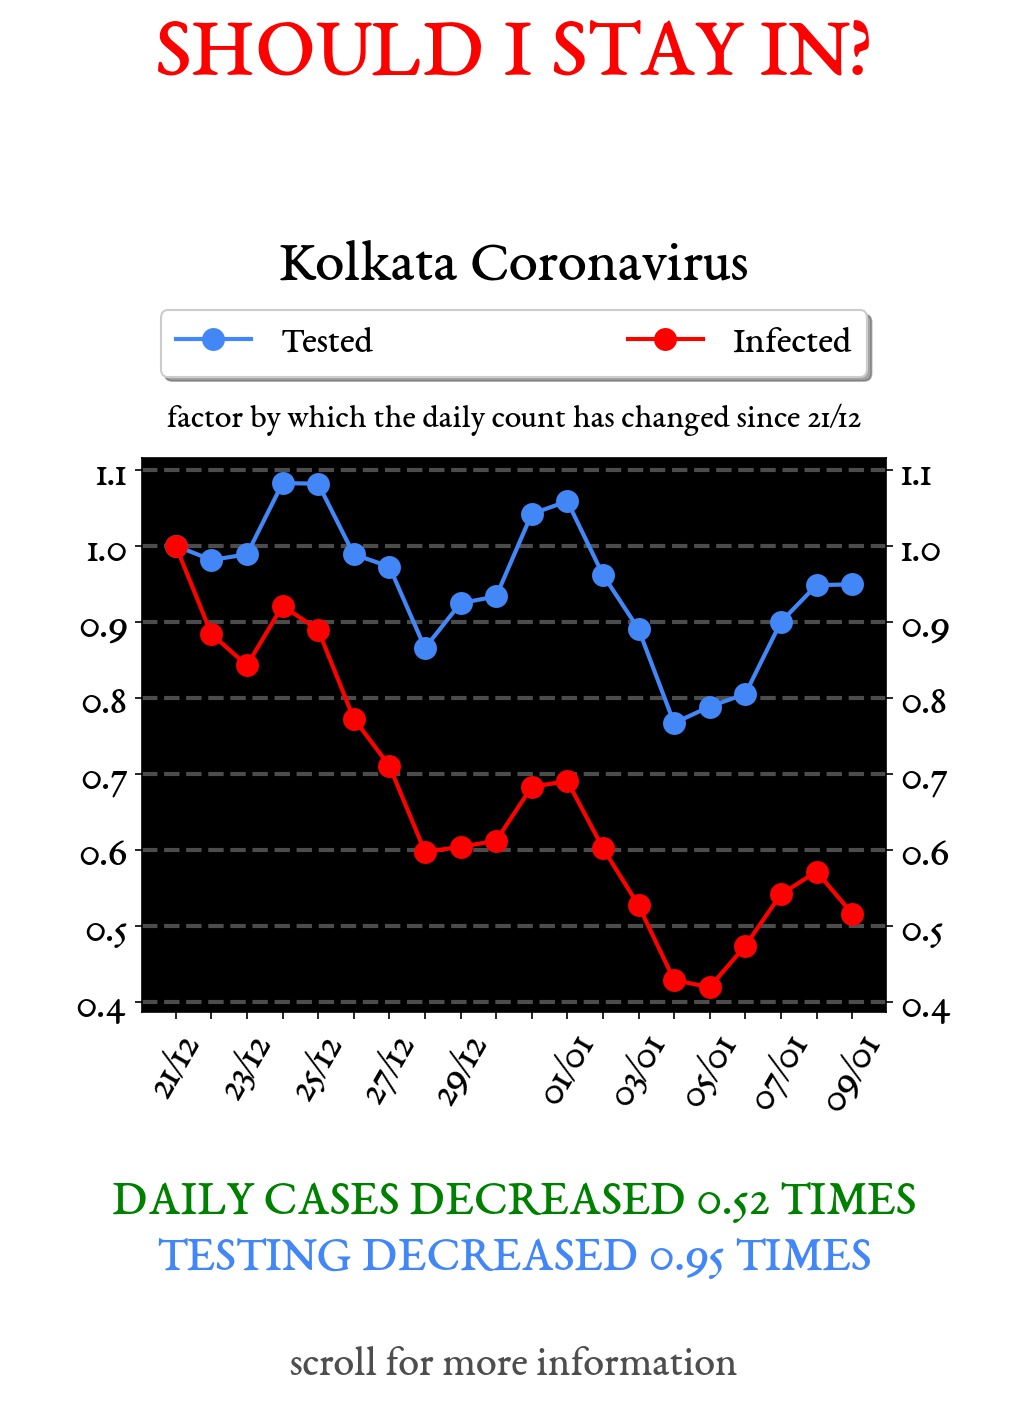 SHOULD I STAY IN?
Kolkata Coronavirus
Tested Infected
factor by which the daily count has changed since 21/12
1.1 1.1
1.0 1.0
0.9 0.9
0.8 0.8
0.7 0.7
0.6 0.6
0.5 0.5
0.4 0.4
21/12 23/12 25/12 27/12 29/12 01/01 03/01 05/01 07/01 09/01
DAILY CASES DECREASED 0.52 TIMES
TESTING DECREASED 0.95 TIMES
scroll for more information